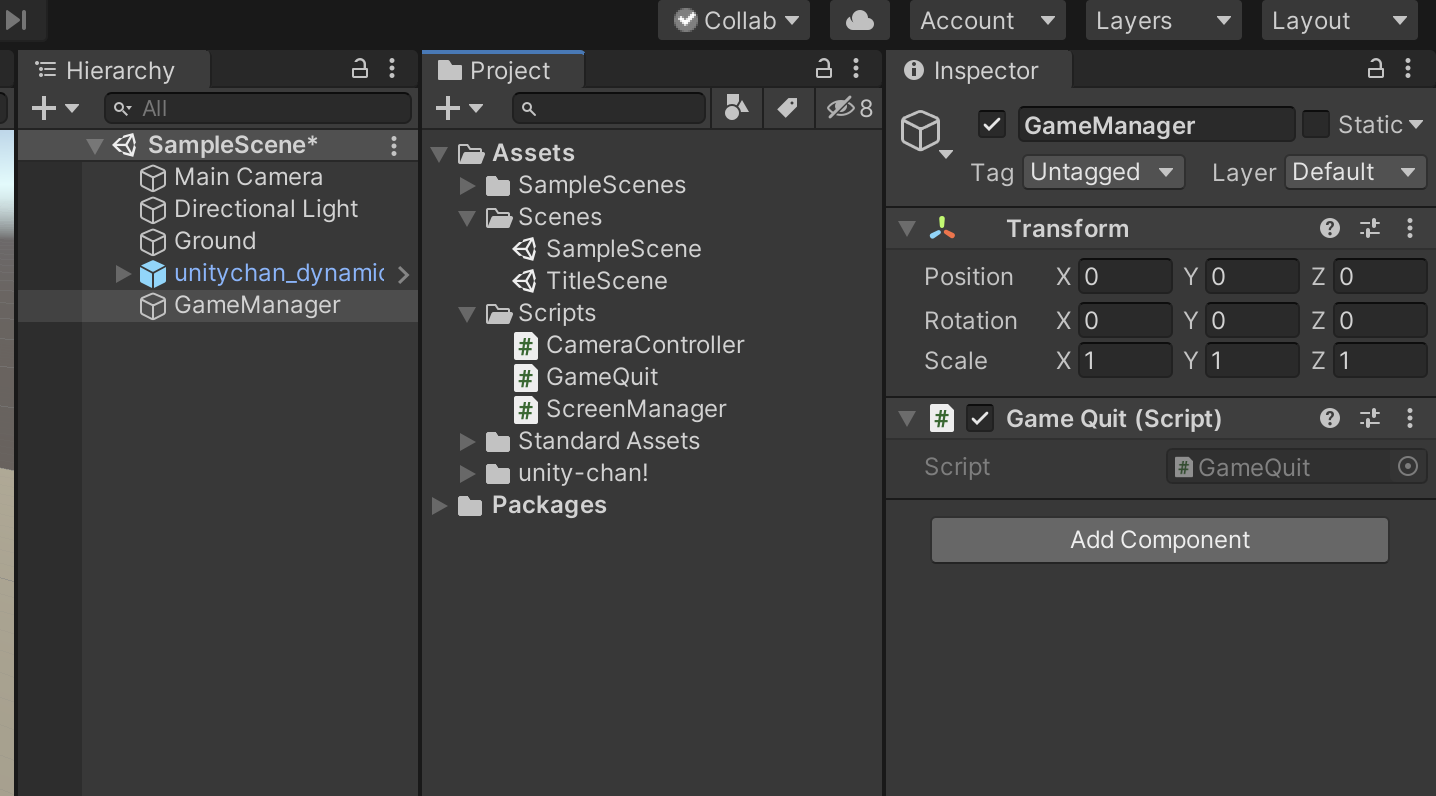 Collab
Account
Layers
Layout
Hierarchy
All
SampleScene*
Main Camera
Directional Light
Ground
unitychan_dynamic
GameManager
Project
8
Assets
SampleScenes
Scenes
SampleScene
TitleScene
Scripts
# CameraController
# GameQuit
# ScreenManager
Standard Assets
unity-chan!
Packages
Inspector
GameManager Static
Tag Untagged Layer Default
Transform
Position X 0 Y 0 Z 0
Rotation X 0 Y 0 Z 0
Scale X 1 Y 1 Z 1
# Game Quit (Script)
Script # GameQuit
Add Component